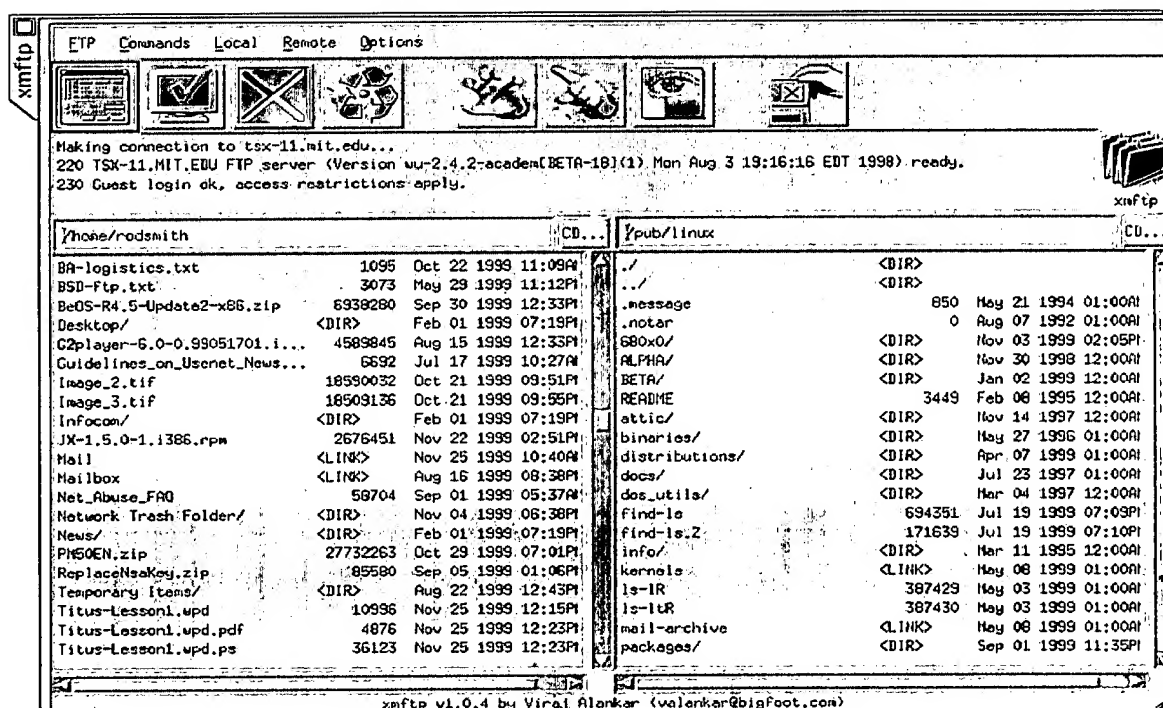 xmftp
FTP Commands Local Remote Options
Making connection to tsx-11.mit.edu...
220 TSX-11.MIT.EDU FTP server (Version wu-2.4.2-academ[BETA-18](1) Mon Aug 3 19:16:16 EDT 1998) ready.
230 Guest login ok, access restrictions apply.
xmftp
/home/rodsmith CD...
BA-logistics.txt 1095 Oct 22 1999 11:09AM
BSD-ftp.txt 3073 May 29 1999 11:12PM
BeOS-R4.5-Update2-x86.zip 6938280 Sep 30 1999 12:33PM
Desktop/ <DIR> Feb 01 1999 07:19PM
G2player-6.0-0.99051701.i... 4589845 Aug 15 1999 12:33PM
Guidelines_on_Usenet_News... 6692 Jul 17 1999 10:27AM
Image_2.tif 18590032 Oct 21 1999 09:51PM
Image_3.tif 18509136 Oct 21 1999 09:55PM
Infocom/ <DIR> Feb 01 1999 07:19PM
JX-1.5.0-1.i386.rpm 2676451 Nov 22 1999 02:51PM
Mail <LINK> Nov 25 1999 10:40AM
Mailbox <LINK> Aug 16 1999 08:38PM
Net_Abuse_FAQ 58704 Sep 01 1999 05:37AM
Network Trash Folder/ <DIR> Nov 04 1999 06:38PM
News/ <DIR> Feb 01 1999 07:19PM
PM50EN.zip 27732263 Oct 29 1999 07:01PM
ReplaceNsaKey.zip 85580 Sep 05 1999 01:06PM
Temporary Items/ <DIR> Aug 22 1999 12:43PM
Titus-Lesson1.wpd 10996 Nov 25 1999 12:15PM
Titus-Lesson1.wpd.pdf 4876 Nov 25 1999 12:23PM
Titus-Lesson1.wpd.ps 36123 Nov 25 1999 12:23PM
/pub/linux CD...
./ <DIR>
../ <DIR>
.message 850 May 21 1994 01:00AM
.notar 0 Aug 07 1992 01:00AM
680x0/ <DIR> Nov 03 1999 02:05PM
ALPHA/ <DIR> Nov 30 1998 12:00AM
BETA/ <DIR> Jan 02 1999 12:00AM
README 3449 Feb 08 1995 12:00AM
attic/ <DIR> Nov 14 1997 12:00AM
binaries/ <DIR> May 27 1996 01:00AM
distributions/ <DIR> Apr 07 1999 01:00AM
docs/ <DIR> Jul 23 1997 01:00AM
dos_utils/ <DIR> Mar 04 1997 12:00AM
find-ls 694351 Jul 19 1999 07:09PM
find-ls.Z 171639 Jul 19 1999 07:10PM
info/ <DIR> Mar 11 1995 12:00AM
kernels <LINK> May 08 1999 01:00AM
ls-lR 387429 May 03 1999 01:00AM
ls-ltR 387430 May 03 1999 01:00AM
mail-archive <LINK> May 08 1999 01:00AM
packages/ <DIR> Sep 01 1999 11:35PM
xmftp v1.0.4 by Viraj Alankar (valankar@bigfoot.com)